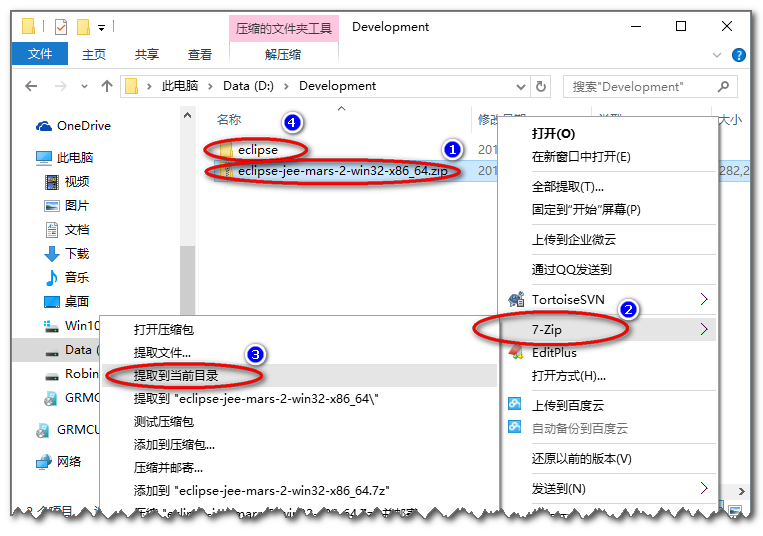 压缩的文件夹工具
Development
文件
主页
共享
查看
解压缩
此电脑
Data (D:)
Development
搜索"Development"
④
名称
修改日期
类型
大小
OneDrive
eclipse
201
①
打开(O)
此电脑
在新窗口中打开(E)
eclipse-jee-mars-2-win32-x86_64.zip
201
282,2
视频
全部提取(T)...
图片
固定到"开始"屏幕(P)
文档
上传到企业微云
下载
通过QQ发送到
音乐
桌面
TortoiseSVN
②
Win10
打开压缩包
7-Zip
Data (
提取文件...
③
EditPlus
Robin
提取到当前目录
打开方式(H)...
GRMC
提取到 "eclipse-jee-mars-2-win32-x86_64\"
上传到百度云
GRMCU
测试压缩包
自动备份到百度云
添加到压缩包...
网络
压缩并邮寄...
还原以前的版本(V)
添加到 "eclipse-jee-mars-2-win32-x86_64.7z"
发送到(N)
2 个项目